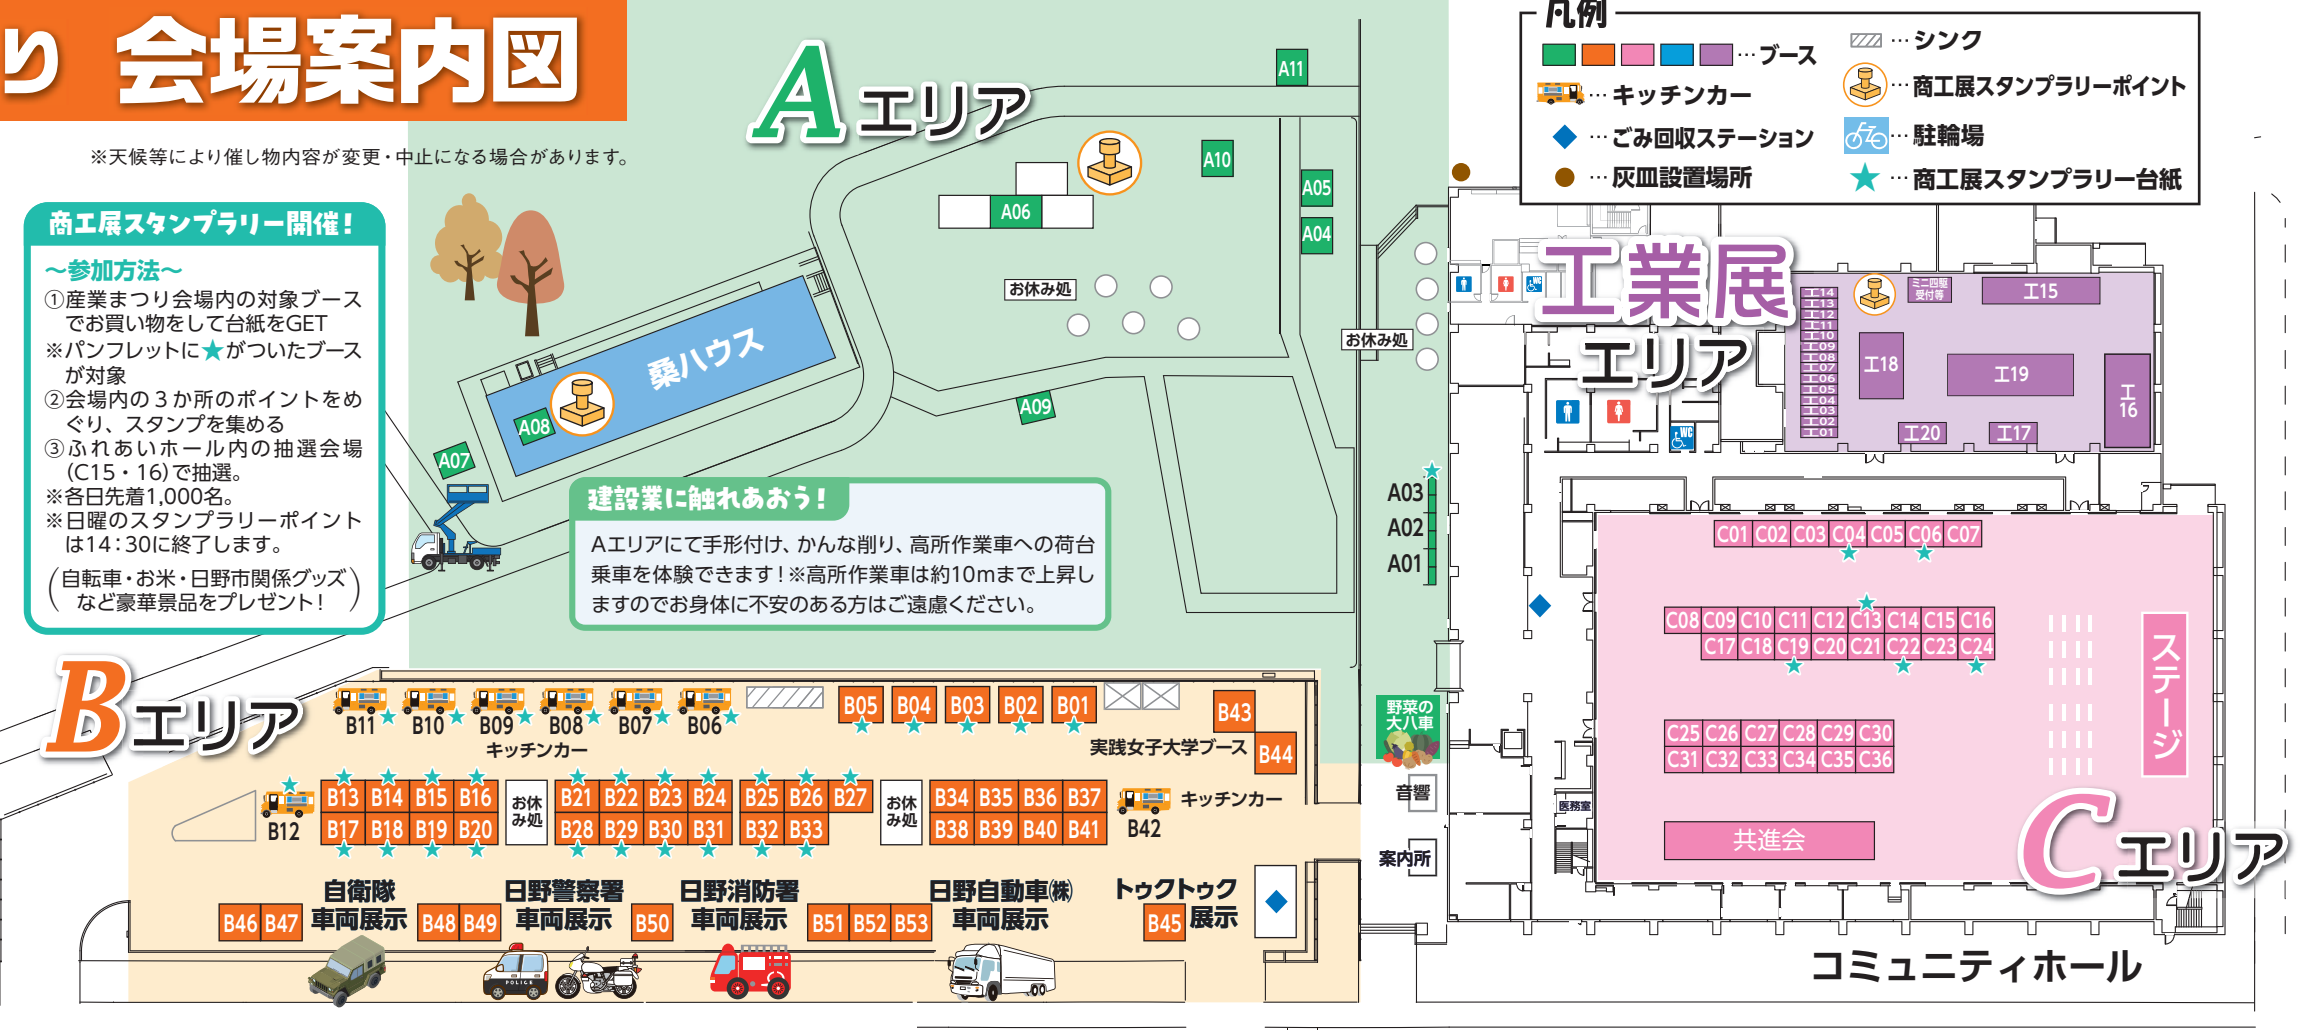 り 会場案内図
※天候等により催し物内容が変更・中止になる場合があります。
商工展スタンプラリー開催！
～参加方法～
①産業まつり会場内の対象ブース
でお買い物をして台紙をGET
※パンフレットに★がついたブース
が対象
②会場内の３か所のポイントをめ
ぐり、スタンプを集める
③ふれあいホール内の抽選会場
(C15・16)で抽選。
※各日先着1,000名。
※日曜のスタンプラリーポイント
は14：30に終了します。
（自転車・お米・日野市関係グッズ
など豪華景品をプレゼント！）
凡例
…ブース
…キッチンカー
…ごみ回収ステーション
…灰皿設置場所
…シンク
…商工展スタンプラリーポイント
…駐輪場
…商工展スタンプラリー台紙
Aエリア
A11
A10
A05
A04
A06
お休み処
お休み処
桑ハウス
A08
A07
A09
A03
A02
A01
建設業に触れあおう！
Aエリアにて手形付け、かんな削り、高所作業車への荷台
乗車を体験できます！※高所作業車は約10mまで上昇し
ますのでお身体に不安のある方はご遠慮ください。
野菜の
大八車
音響
案内所
Bエリア
B11 B10 B09 B08 B07 B06
キッチンカー
B05 B04 B03 B02 B01
B43
B44
実践女子大学ブース
B12
B13 B14 B15 B16
B17 B18 B19 B20
お休
み処
B21 B22 B23 B24
B28 B29 B30 B31
B25 B26 B27
B32 B33
お休
み処
B34 B35 B36 B37
B38 B39 B40 B41
キッチンカー
B42
B46 B47
自衛隊
車両展示
B48 B49
日野警察署
車両展示
POLICE
B50
日野消防署
車両展示
B51 B52 B53
日野自動車㈱
車両展示
トゥクトゥク
B45 展示
工業展
エリア
WC
WC
工14
工13
工12
工11
工10
工09
工08
工07
工06
工05
工04
工03
工02
工01
ミニ四駆
受付等
工15
工18
工19
工16
工20
工17
C01 C02 C03 C04 C05 C06 C07
C08 C09 C10 C11 C12 C13 C14 C15 C16
C17 C18 C19 C20 C21 C22 C23 C24
C25 C26 C27 C28 C29 C30
C31 C32 C33 C34 C35 C36
ステージ
医務室
共進会
Cエリア
コミュニティホール